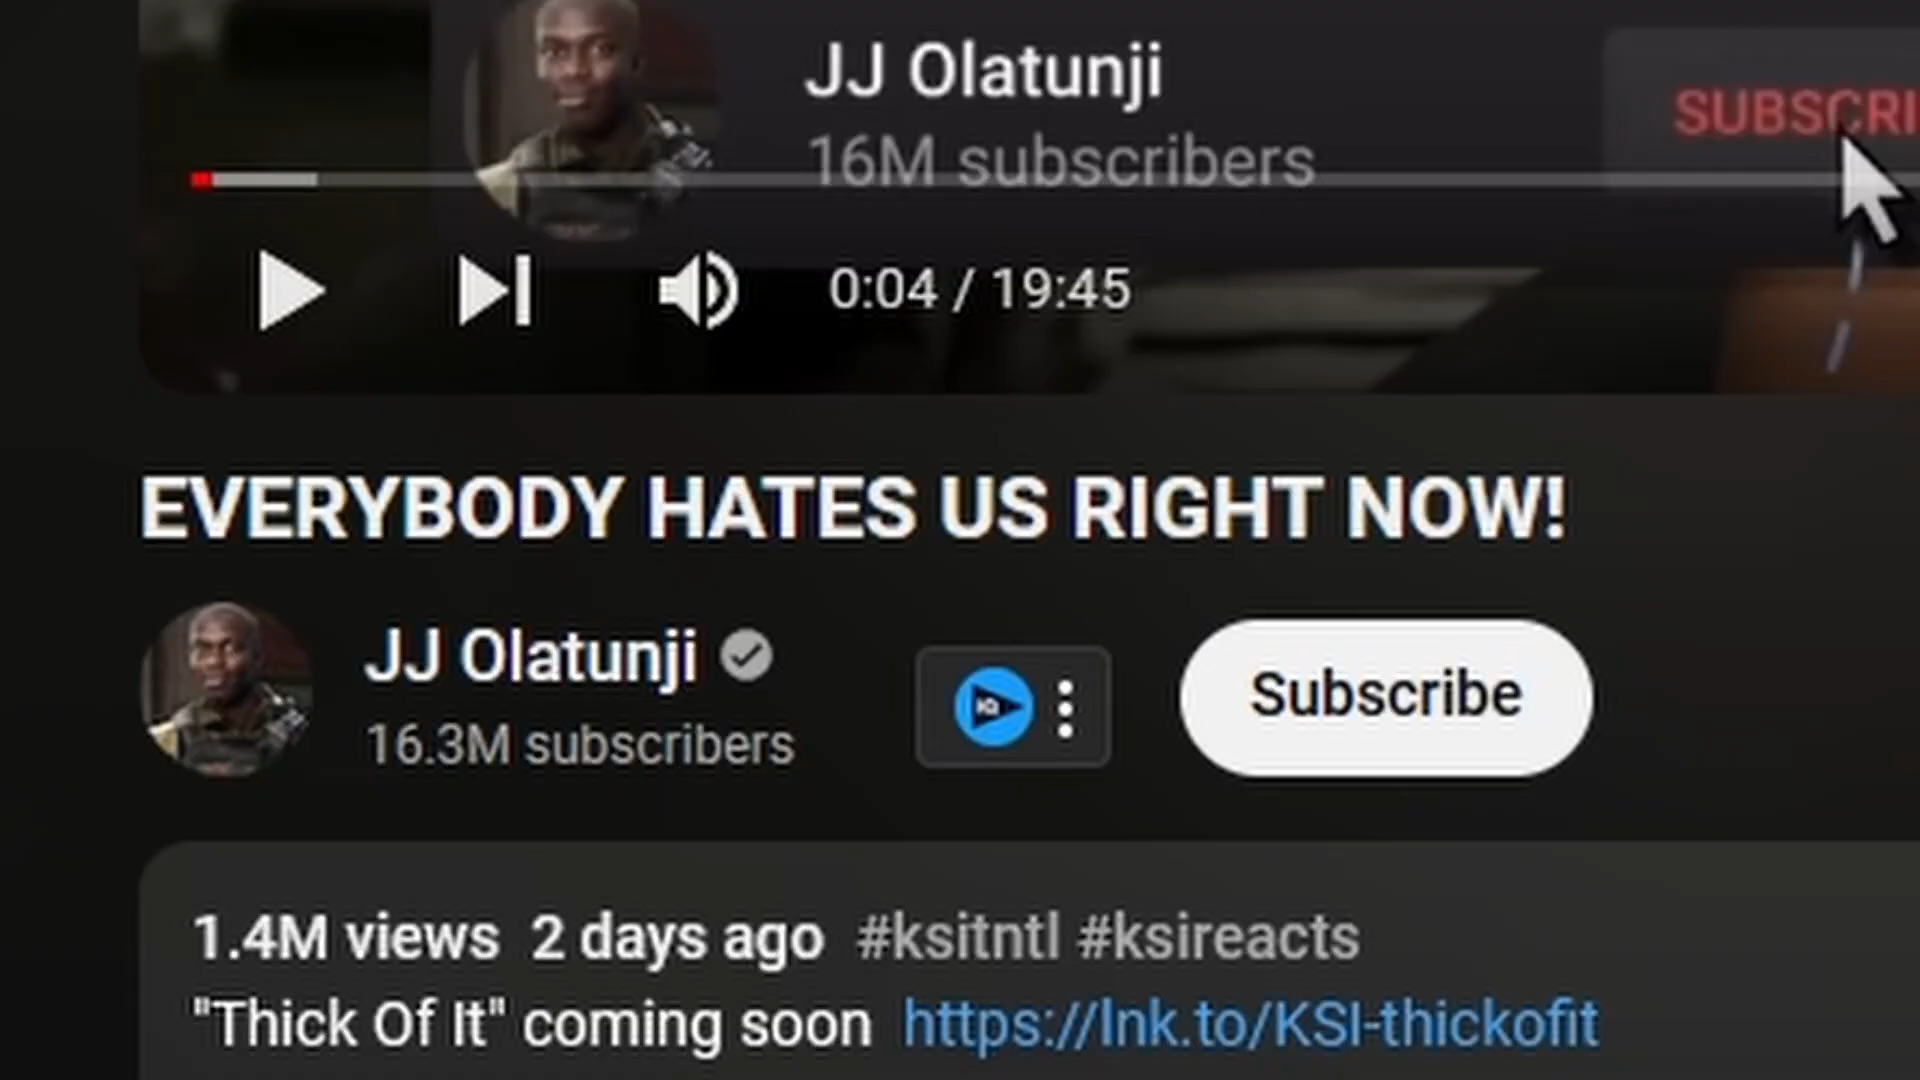 JJ Olatunji
SUBSCRI
16M subscribers
0:04 / 19:45
EVERYBODY HATES US RIGHT NOW!
JJ Olatunji
16.3M subscribers
IQ
Subscribe
1.4M views 2 days ago #ksitntl #ksireacts
"Thick Of It" coming soon https://lnk.to/KSI-thickofit